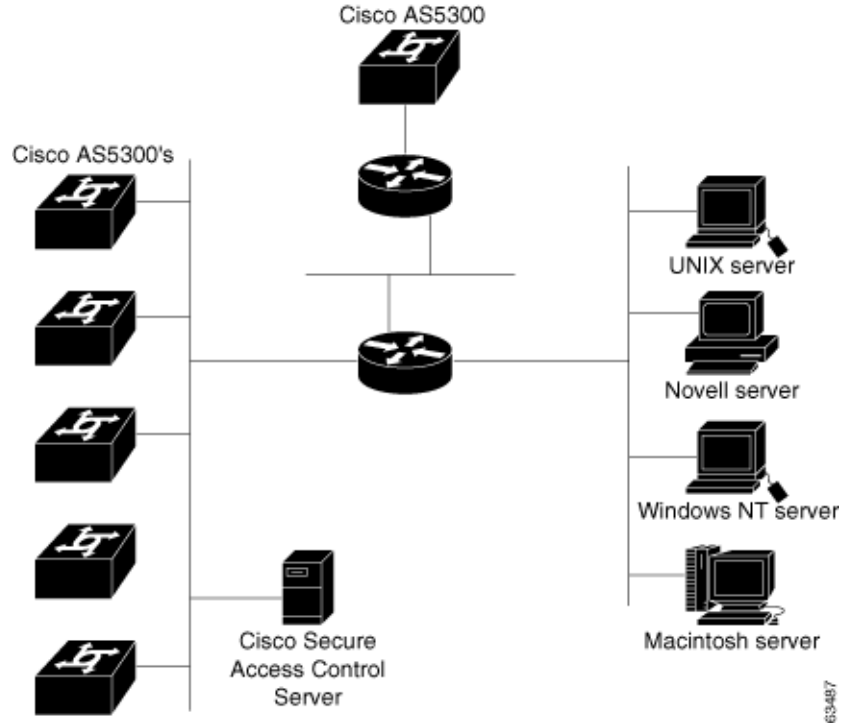 Cisco AS5300
Cisco AS5300's
UNIX server
Novell server
Windows NT server
Cisco Secure
Access Control
Server
Macintosh server
63487